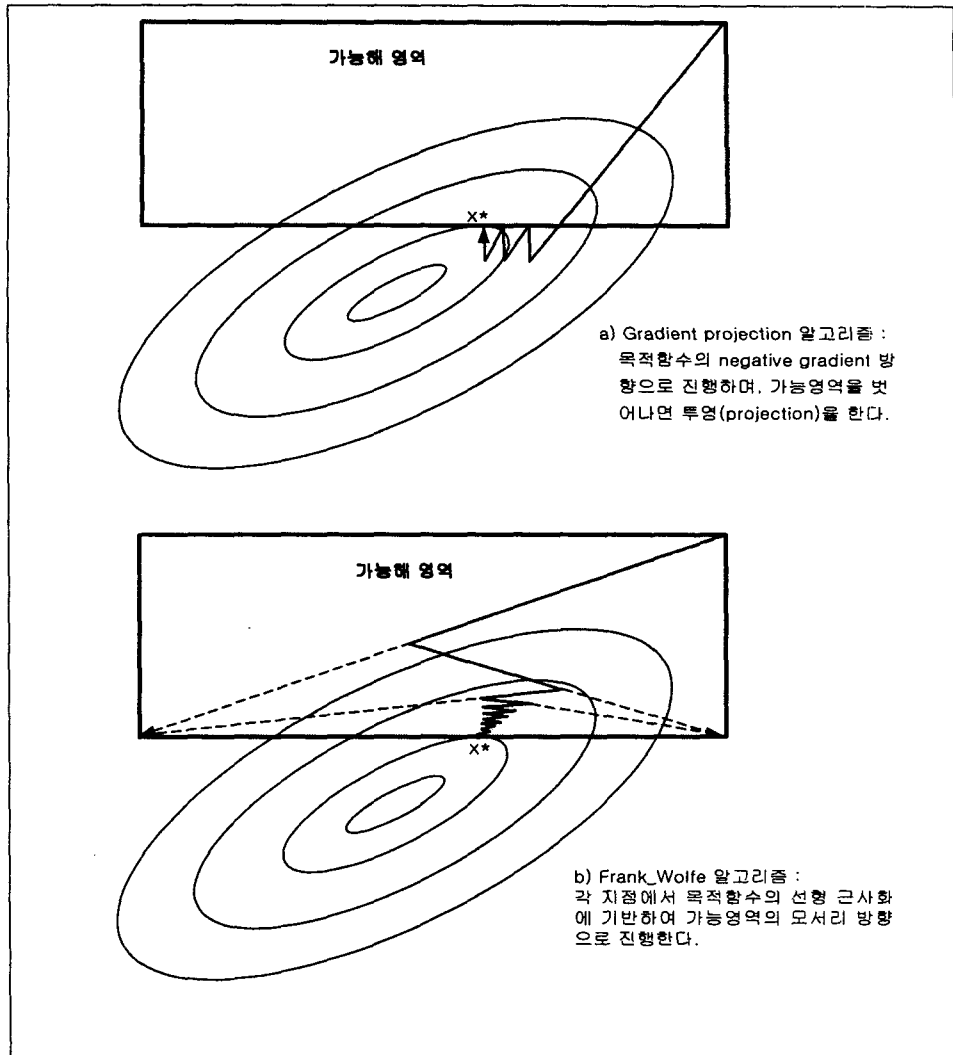 가능해 영역
X*
a) Gradient projection 알고리즘 :
목적함수의 negative gradient 방
향으로 진행하며, 가능영역을 벗
어나면 투영(projection)을 한다.
가능해 영역
X*
b) Frank_Wolfe 알고리즘 :
각 지점에서 목적함수의 선형 근사화
에 기반하여 가능영역의 모서리 방향
으로 진행한다.